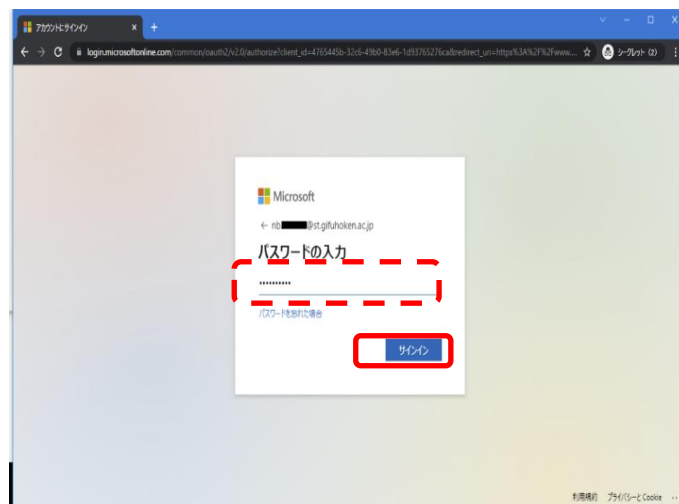 アカウントにサインイン
login.microsoftonline.com/common/oauth2/v2.0/authorize?client_id=4765445b-32c6-49b0-83e6-1d93765276ca&redirect_uri=https%3A%2F%2Fwww....
シークレット (2)
Microsoft
← nb @st.gifuhoken.ac.jp
パスワードの入力
••••••••••
パスワードを忘れた場合
サインイン
利用規約 プライバシーと Cookie ...